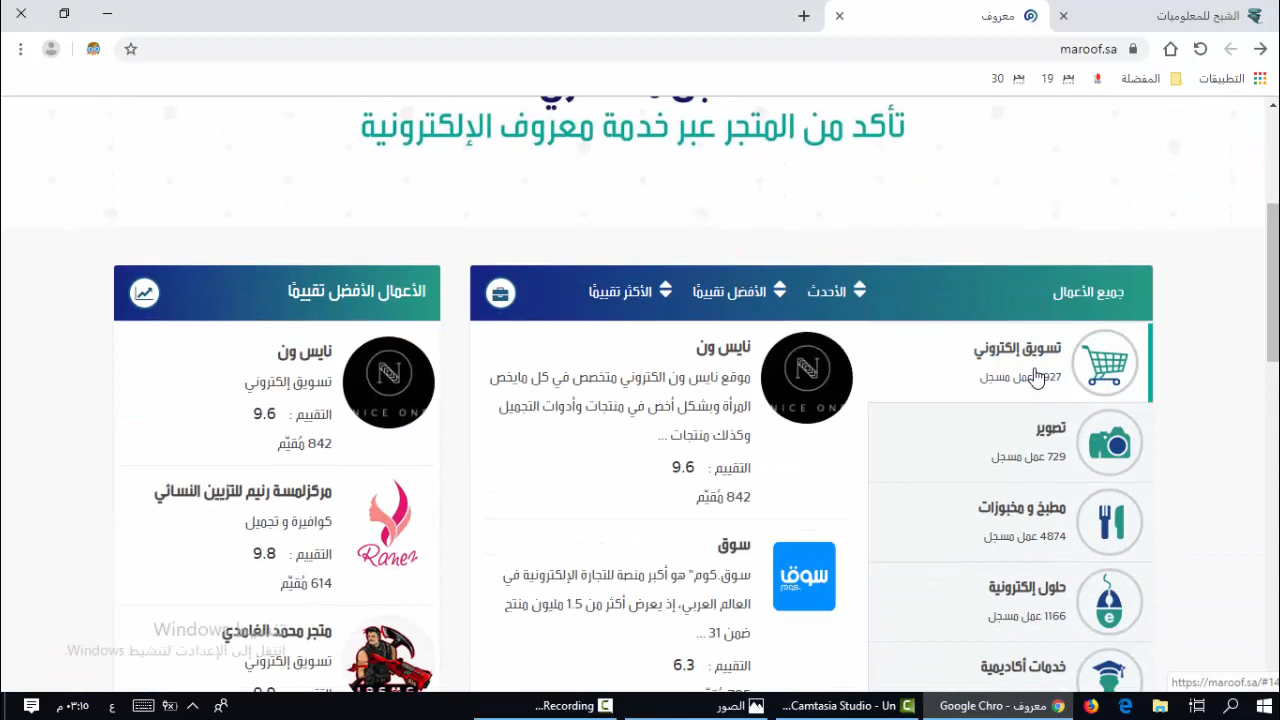 الشبح للمعلوميات
معروف
maroof.sa
التطبيقات
المفضلة
بحر 19
بحر 30
تأكد من المتجر عبر خدمة معروف الإلكترونية
جميع الأعمال
الأحدث
الأفضل تقييمًا
الأكثر تقييمًا
تسويق إلكتروني
عمل مسجل
تصوير
729 عمل مسجل
مطبخ و مخبوزات
4874 عمل مسجل
حلول إلكترونية
1166 عمل مسجل
خدمات أكاديمية
نايس ون
موقع نايس ون الكتروني متخصص في كل مايخص
المرأة وبشكل أخص في منتجات وأدوات التجميل
وكذلك منتجات ...
التقييم : 9.6
842 مُقيّم
NICE ONE
سوق
سوق.كوم" هو أكبر منصة للتجارة الإلكترونية في
العالم العربي، إذ يعرض أكثر من 1.5 مليون منتج
ضمن 31 ...
التقييم : 6.3
سوق.كوم
الأعمال الأفضل تقييمًا
نايس ون
تسويق إلكتروني
التقييم : 9.6
842 مُقيّم
NICE ONE
مركزلمسة رنيم للتزيين النسائي
كوافيرة و تجميل
التقييم : 9.8
614 مُقيّم
متجر محمد الغامدي
تسويق إلكتروني
Windows
انتقل إلى الإعدادات لتنشيط Windows.
https://maroof.sa/#14
معروف - Google Chro...
Camtasia Studio - Un...
الصور
Recording...
ع
٠٣:١٥ م